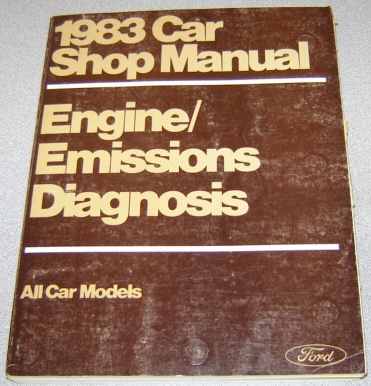 1983 Car
Shop Manual
Engine/
Emissions
Diagnosis
All Car Models
Ford